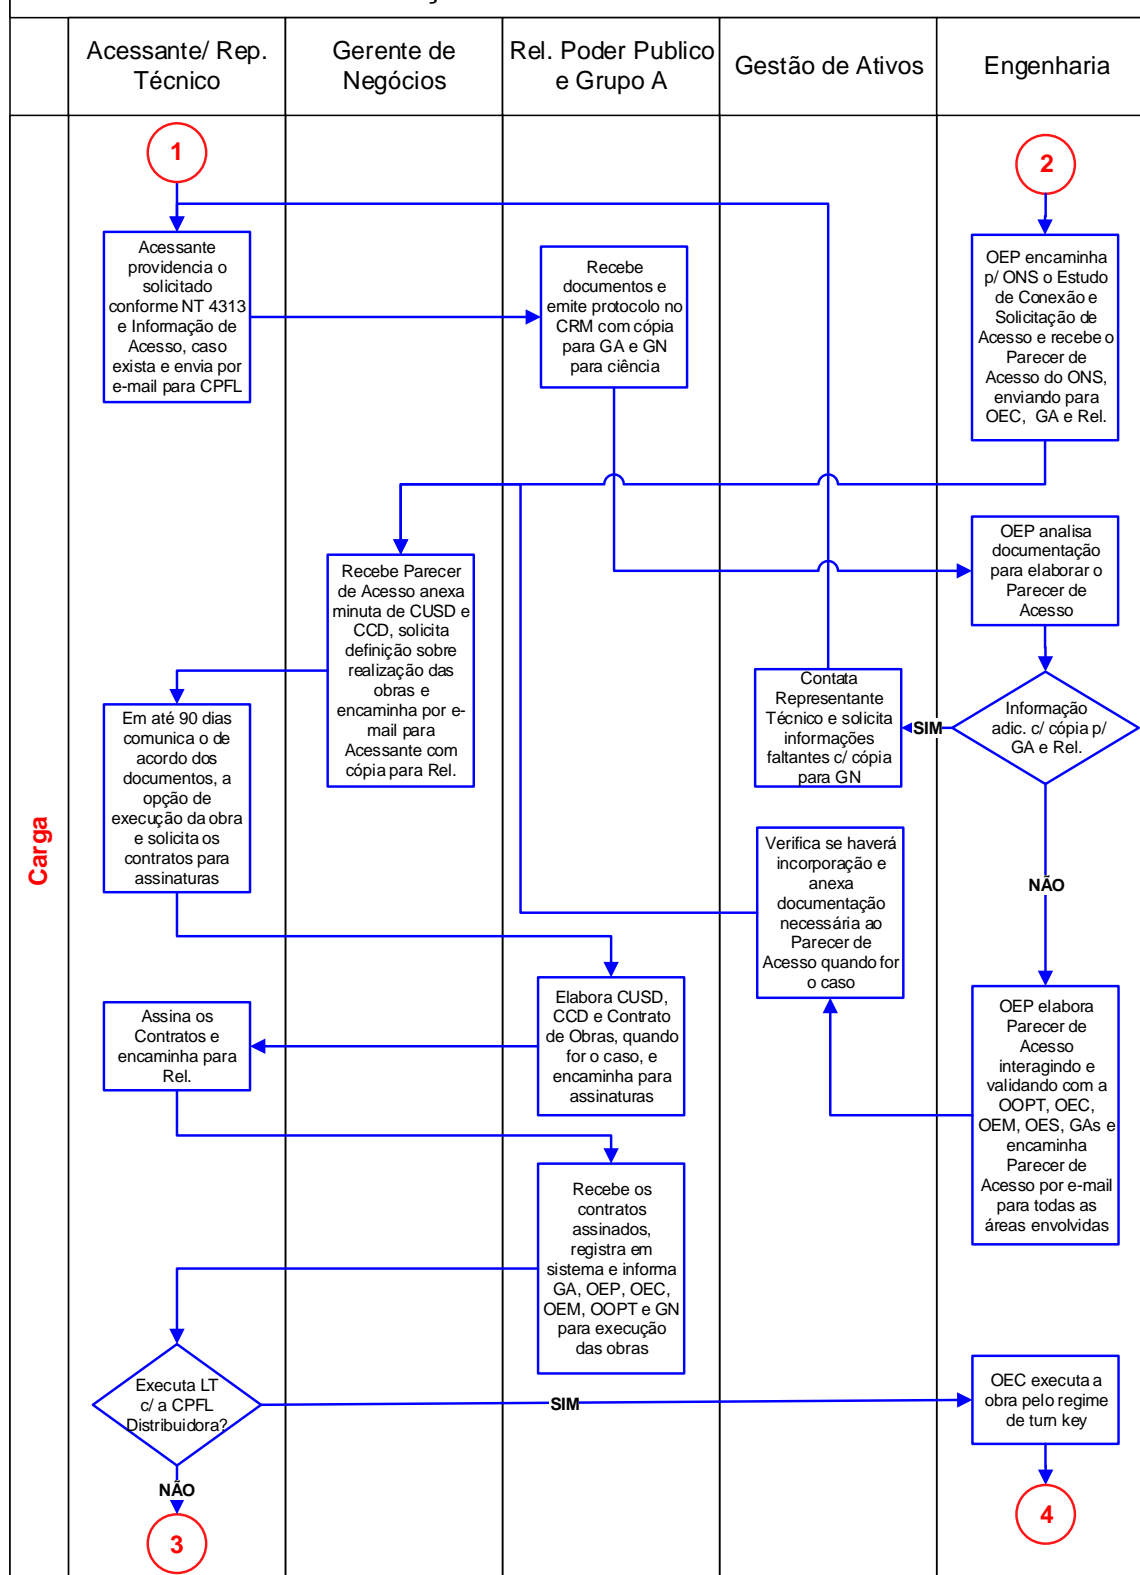 Acessante/ Rep.
Técnico
Gerente de
Negócios
Rel. Poder Publico
e Grupo A
Gestão de Ativos
Engenharia
Carga
1
2
Acessante
providencia o
solicitado
conforme NT 4313
e Informação de
Acesso, caso
exista e envia por
e-mail para CPFL
Recebe
documentos e
emite protocolo no
CRM com cópia
para GA e GN
para ciência
OEP encaminha
p/ ONS o Estudo
de Conexão e
Solicitação de
Acesso e recebe o
Parecer de
Acesso do ONS,
enviando para
OEC, GA e Rel.
OEP analisa
documentação
para elaborar o
Parecer de
Acesso
Recebe Parecer
de Acesso anexa
minuta de CUSD e
CCD, solicita
definição sobre
realização das
obras e
encaminha por e-
mail para
Acessante com
cópia para Rel.
Contata
Representante
Técnico e solicita
informações
faltantes c/ cópia
para GN
SIM
Informação
adic. c/ cópia p/
GA e Rel.
Em até 90 dias
comunica o de
acordo dos
documentos, a
opção de
execução da obra
e solicita os
contratos para
assinaturas
Verifica se haverá
incorporação e
anexa
documentação
necessária ao
Parecer de
Acesso quando for
o caso
NÃO
Assina os
Contratos e
encaminha para
Rel.
Elabora CUSD,
CCD e Contrato
de Obras, quando
for o caso, e
encaminha para
assinaturas
OEP elabora
Parecer de
Acesso
interagindo e
validando com a
OOPT, OEC,
OEM, OES, GAs e
encaminha
Parecer de
Acesso por e-mail
para todas as
áreas envolvidas
Recebe os
contratos
assinados,
registra em
sistema e informa
GA, OEP, OEC,
OEM, OOPT e GN
para execução
das obras
Executa LT
c/ a CPFL
Distribuidora?
SIM
OEC executa a
obra pelo regime
de turn key
NÃO
3
4